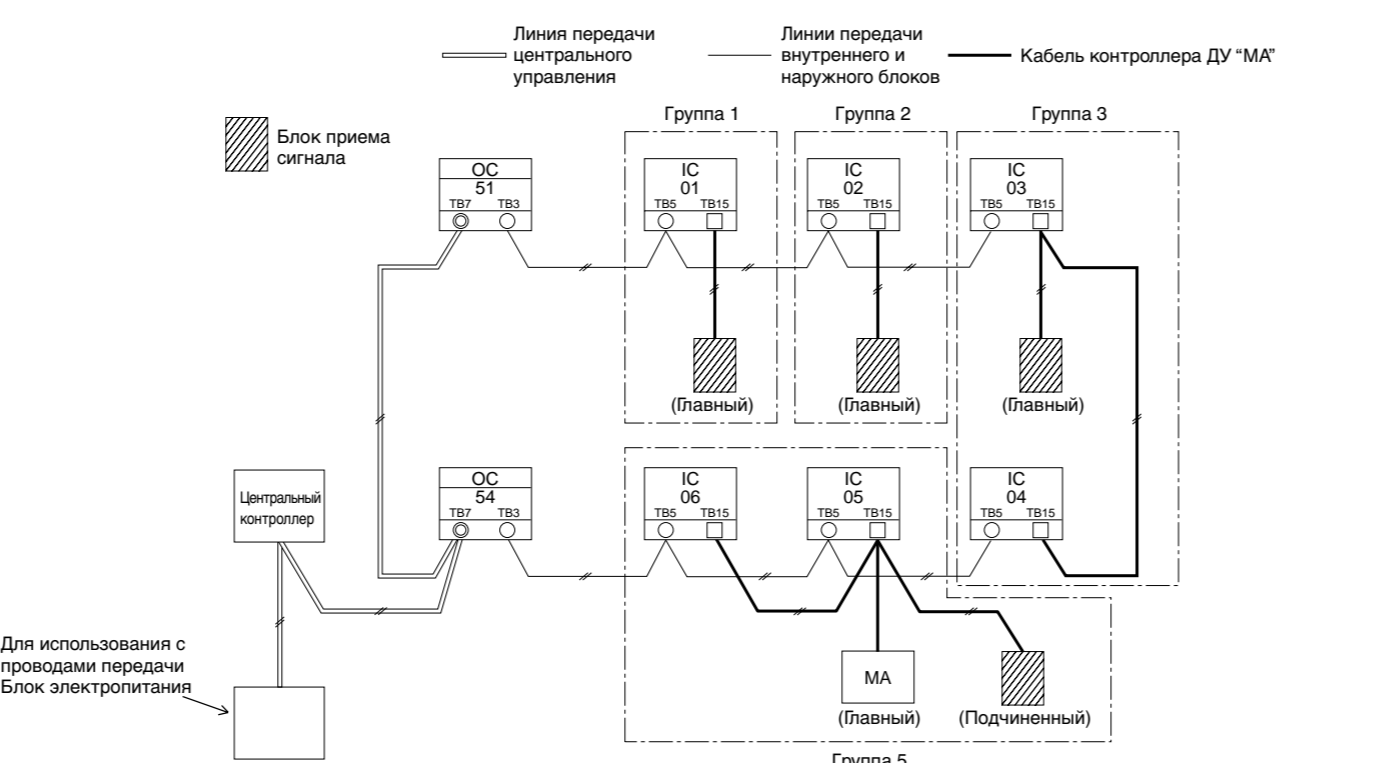 Линия передачи
центрального
управления
Линии передачи
внутреннего и
наружного блоков
Кабель контроллера ДУ “MA”
Блок приема
сигнала
Группа 1
Группа 2
Группа 3
OC
51
TB7 TB3
IC
01
TB5 TB15
IC
02
TB5 TB15
IC
03
TB5 TB15
(Главный)
(Главный)
(Главный)
Центральный
контроллер
OC
54
TB7 TB3
IC
06
TB5 TB15
IC
05
TB5 TB15
IC
04
TB5 TB15
Для использования с
проводами передачи
Блок электропитания
MA
(Главный)
(Подчиненный)
Группа 5